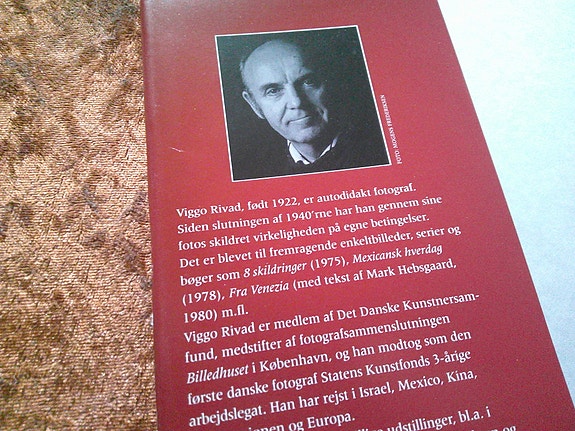 FOTO: MOGENS FREDERIKSEN
Viggo Rivad, født 1922, er autodidakt fotograf.
Siden slutningen af 1940'rne har han gennem sine
fotos skildret virkeligheden på egne betingelser.
Det er blevet til fremragende enkeltbilleder, serier og
bøger som 8 skildringer (1975), Mexicansk hverdag
(1978), Fra Venezia (med tekst af Mark Hebsgaard,
1980) m.fl.
Viggo Rivad er medlem af Det Danske Kunstnersam-
fund, medstifter af fotografsammenslutningen
Billedhuset i København, og han modtog som den
første danske fotograf Statens Kunstfonds 3-årige
arbejdslegat. Han har rejst i Israel, Mexico, Kina,
og Europa.
udstillinger, bl.a. i
og